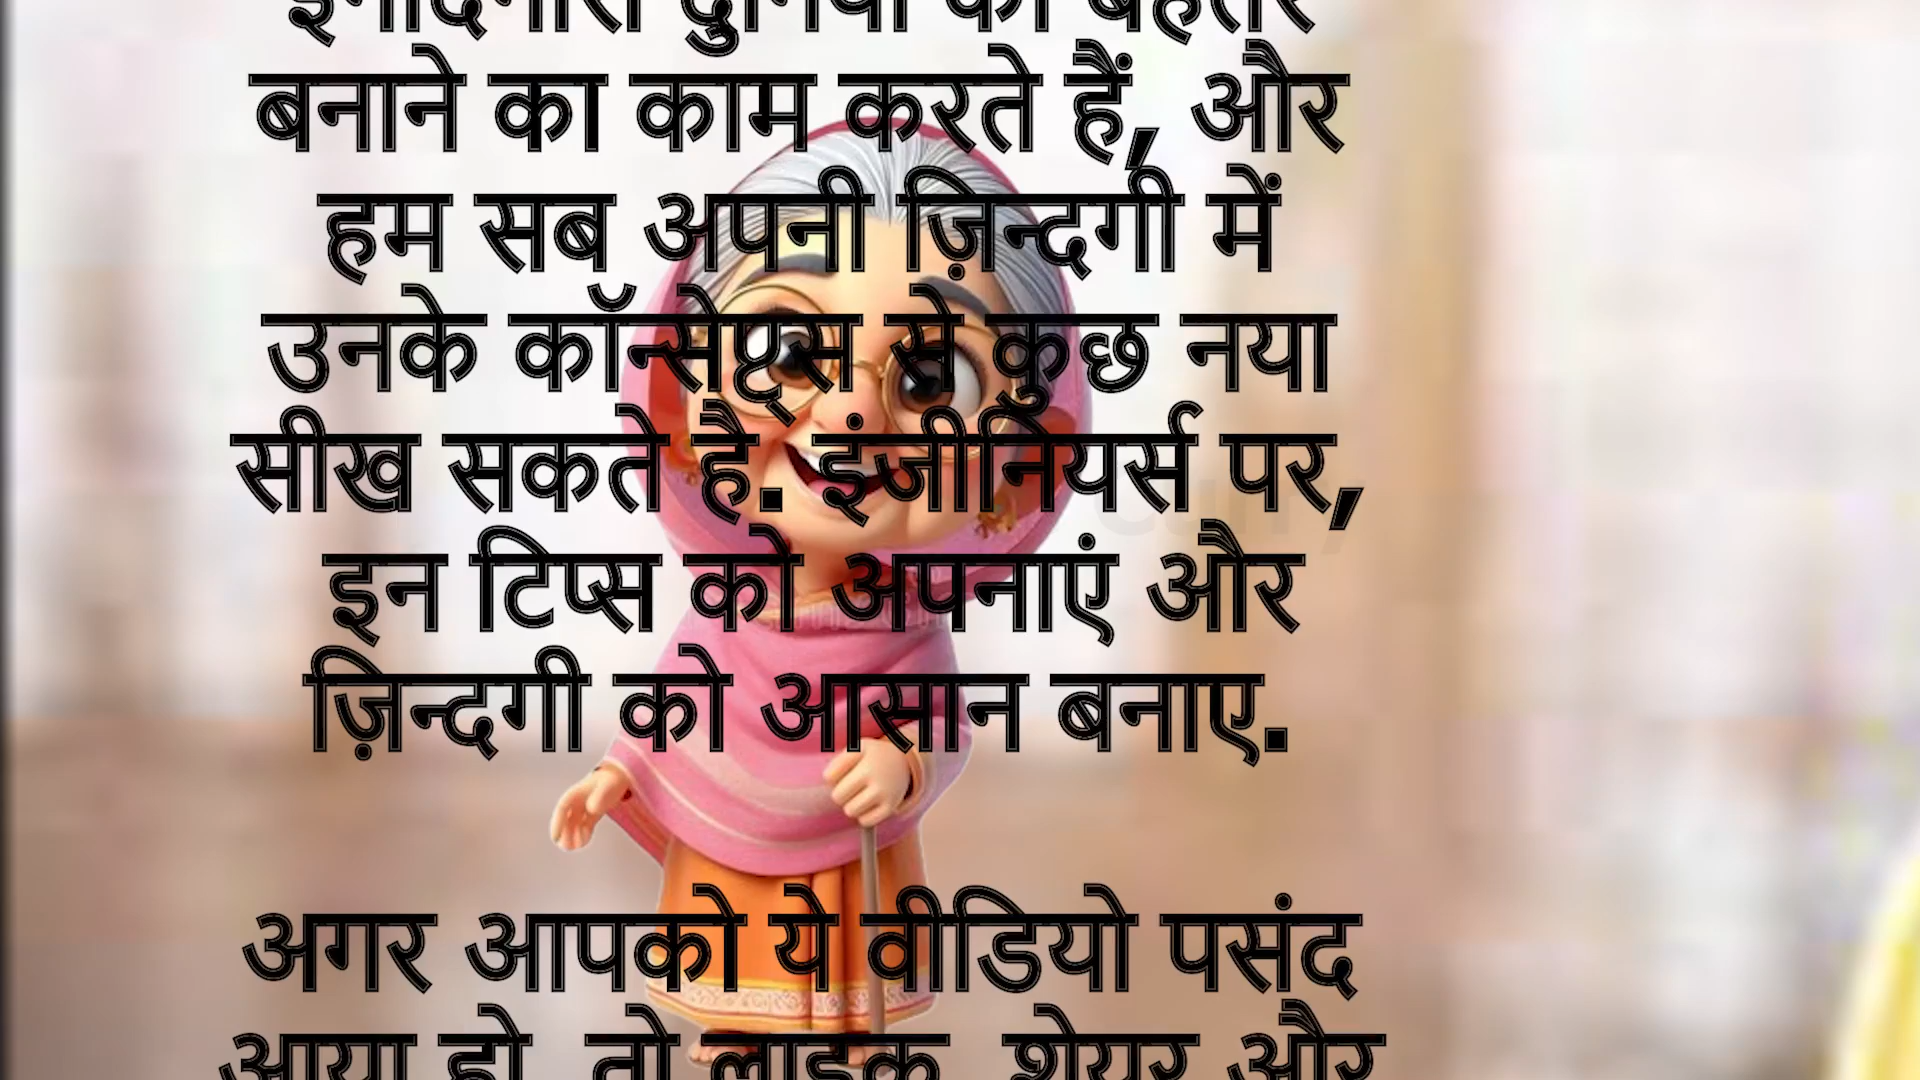 दुनिया को बेहतर
बनाने का काम करते हैं, और
हम सब अपनी ज़िन्दगी में
उनके कॉन्सेप्ट्स से कुछ नया
सीख सकते है. इंजीनियर्स पर,
इन टिप्स को अपनाएं और
ज़िन्दगी को आसान बनाए.
अगर आपको ये वीडियो पसंद
आया हो, तो लाइक, शेयर और